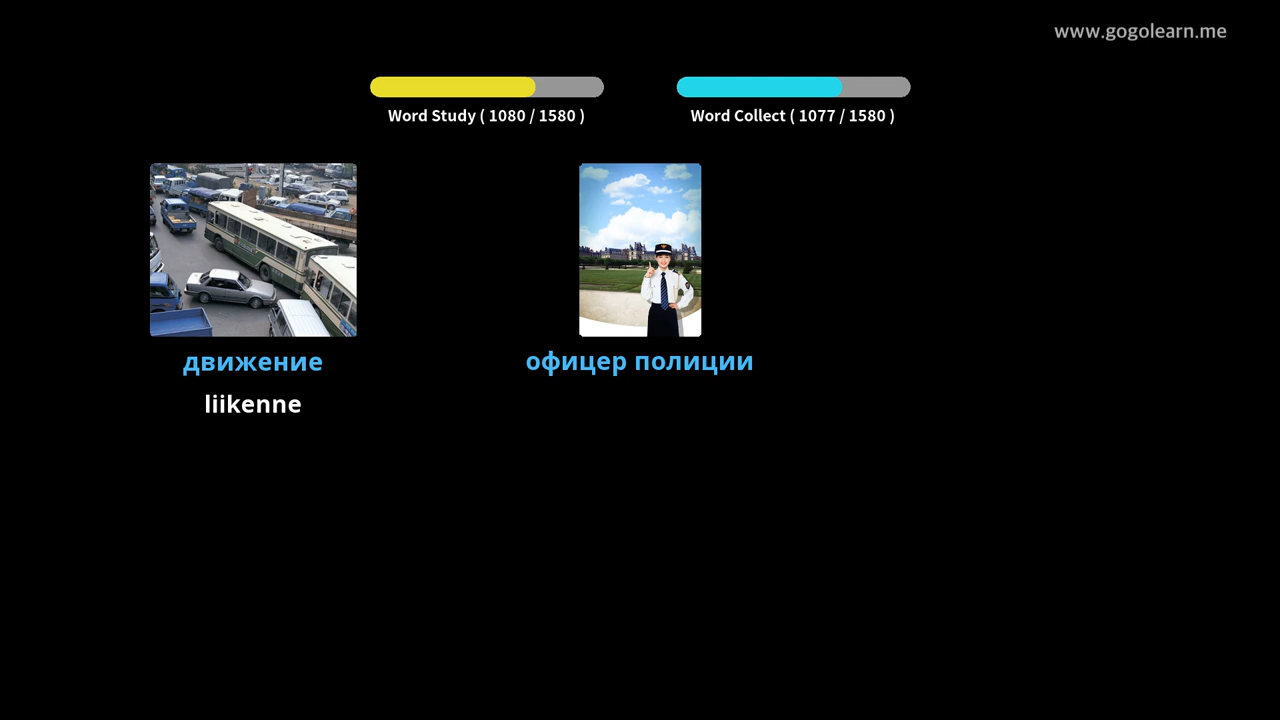 www.gogolearn.me
Word Study ( 1080 / 1580 )
Word Collect ( 1077 / 1580 )
движение
офицер полиции
liikenne